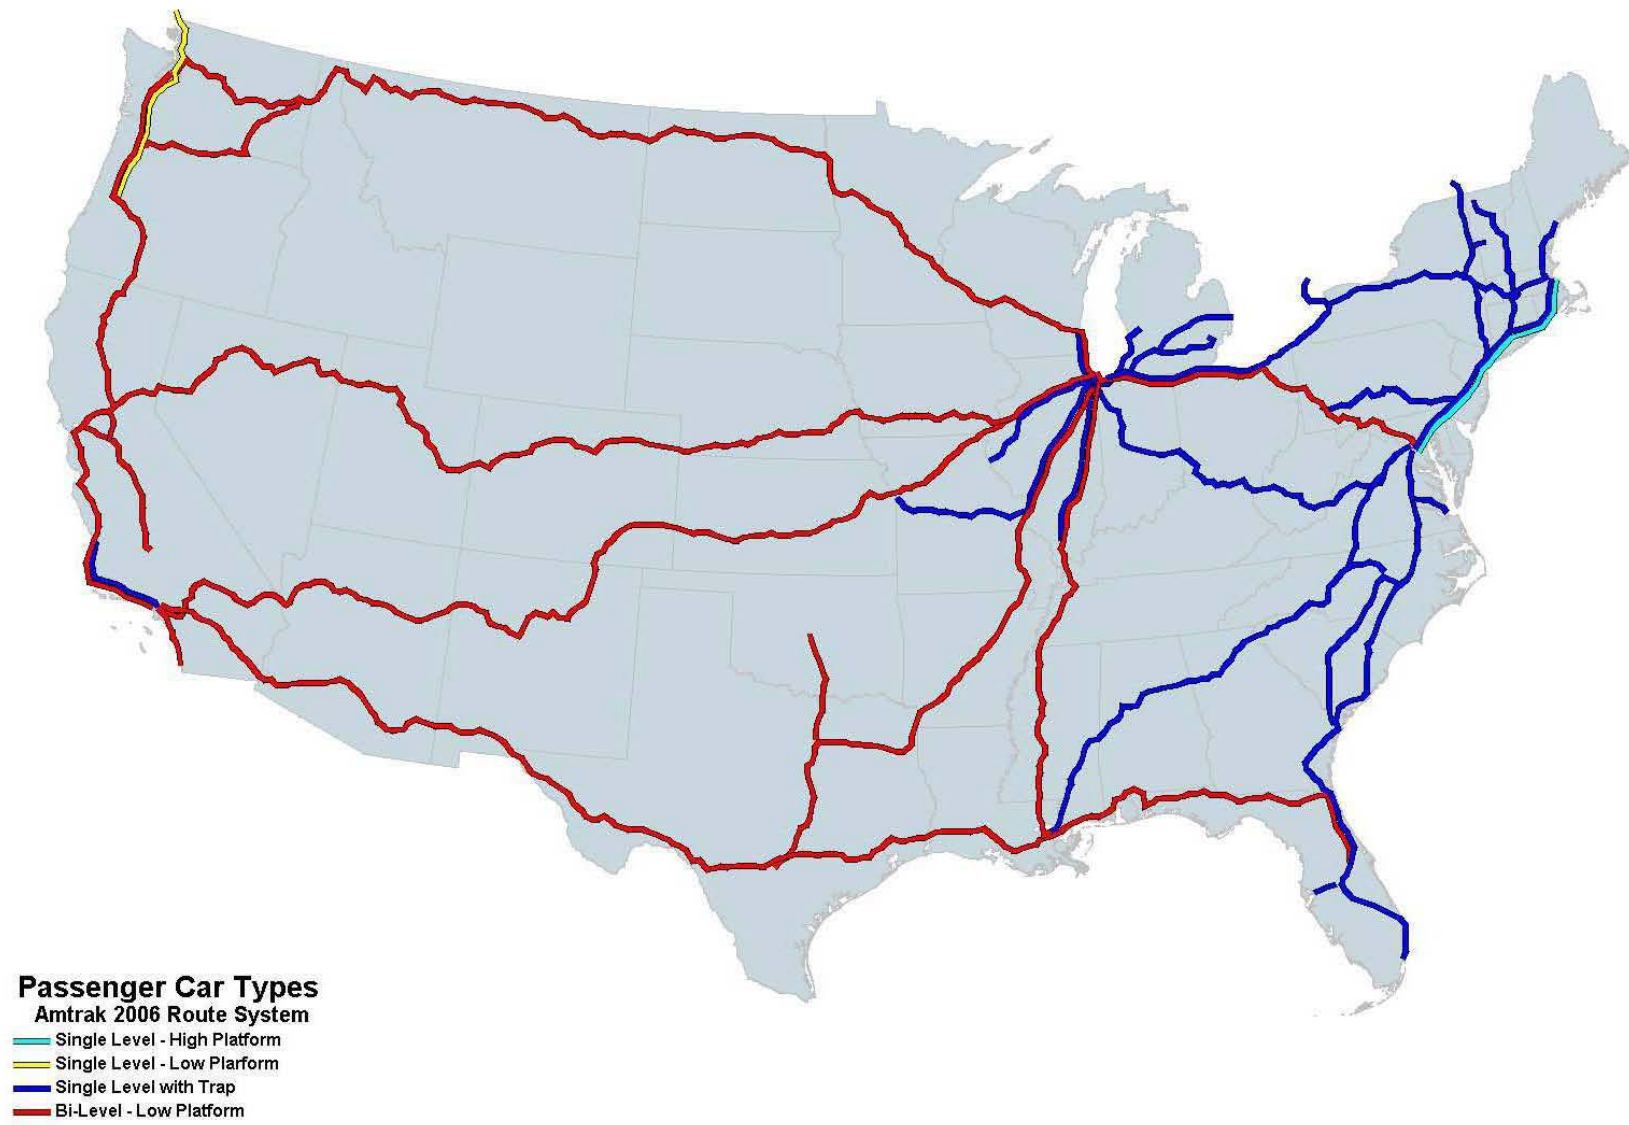 Passenger Car Types
Amtrak 2006 Route System
Single Level - High Platform
Single Level - Low Plarform
Single Level with Trap
Bi-Level - Low Platform